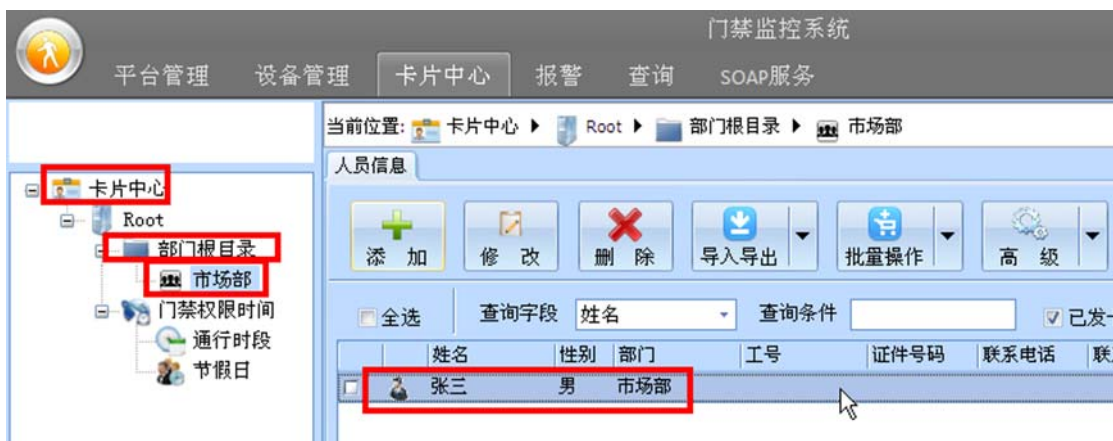 门禁监控系统
平台管理 设备管理 卡片中心 报警 查询 SOAP服务
当前位置: 卡片中心 Root 部门根目录 市场部
人员信息
卡片中心
Root
部门根目录
市场部
门禁权限时间
通行时段
节假日
添 加 修 改 删 除 导入导出 批量操作 高 级
全选 查询字段 姓名 查询条件 已发
姓名 性别 部门 工号 证件号码 联系电话 联
张三 男 市场部